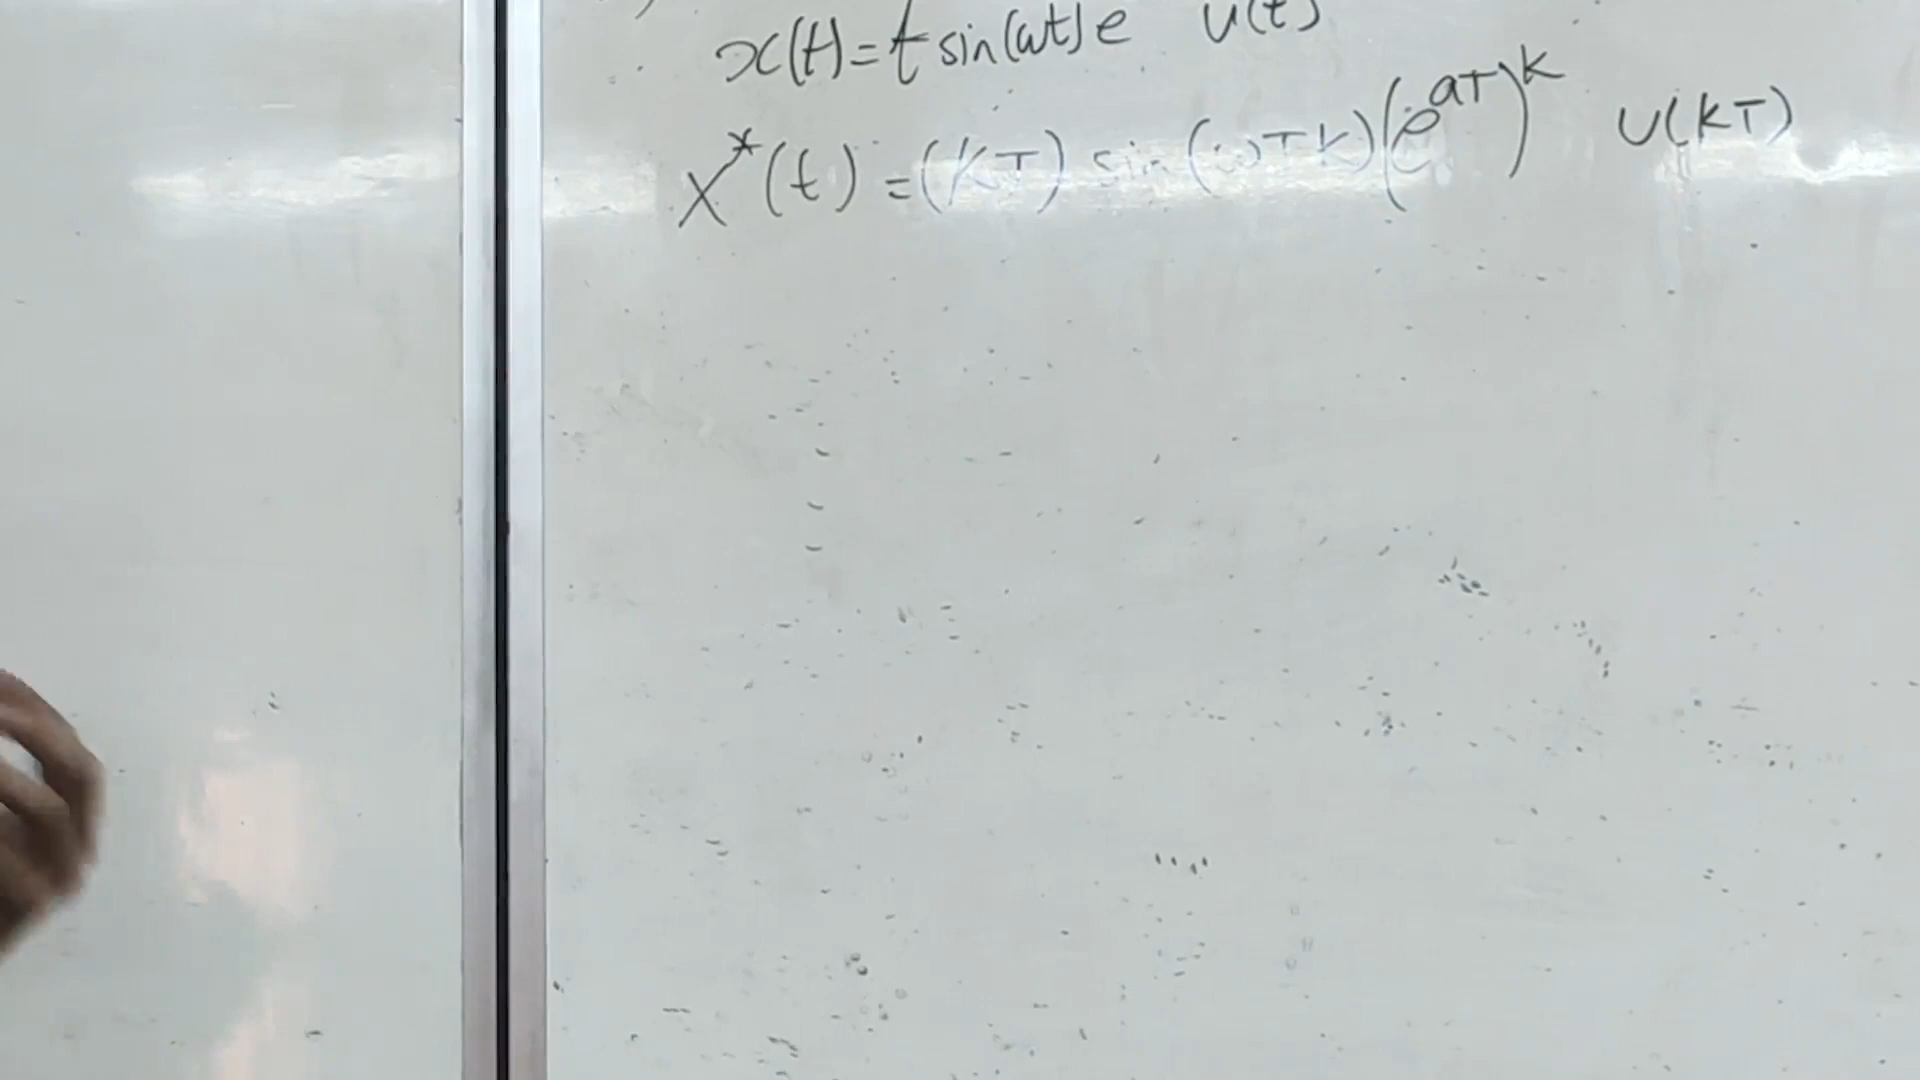 x(t)=t sin(ωt)e u(t)
X*(t)=(KT) sin(ωTK)(e^{aT})^K U(KT)